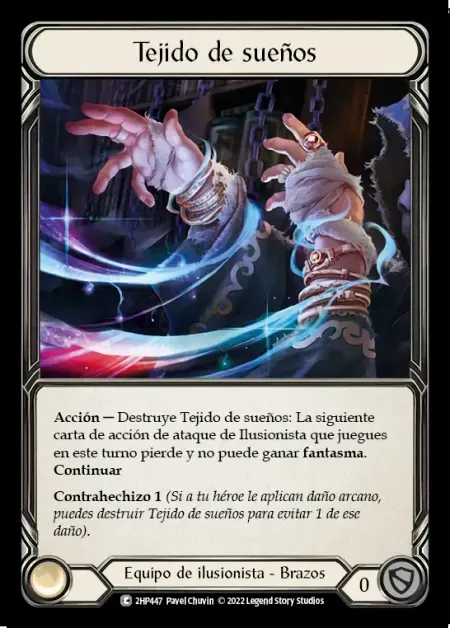 Tejido de sueños
Acción — Destruye Tejido de sueños: La siguiente
carta de acción de ataque de Ilusionista que juegues
en este turno pierde y no puede ganar fantasma.
Continuar
Contrahechizo 1 (Si a tu héroe le aplican daño arcano,
puedes destruir Tejido de sueños para evitar 1 de ese
daño).
Equipo de ilusionista - Brazos
0
C 2HP447 Pavel Chuvin © 2022 Legend Story Studios